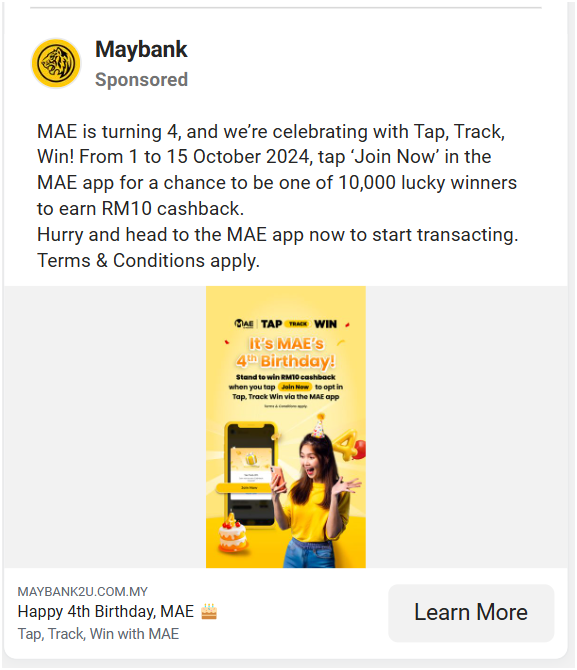 Maybank
Sponsored
MAE is turning 4, and we’re celebrating with Tap, Track,
Win! From 1 to 15 October 2024, tap ‘Join Now’ in the
MAE app for a chance to be one of 10,000 lucky winners
to earn RM10 cashback.
Hurry and head to the MAE app now to start transacting.
Terms & Conditions apply.
MAE TAP TRACK WIN
It's MAE's
4th Birthday!
Stand to win RM10 cashback
when you tap Join Now to opt in
Tap, Track Win via the MAE app
Terms & Conditions apply
Join Now
4
MAYBANK2U.COM.MY
Happy 4th Birthday, MAE 🎂
Tap, Track, Win with MAE
Learn More